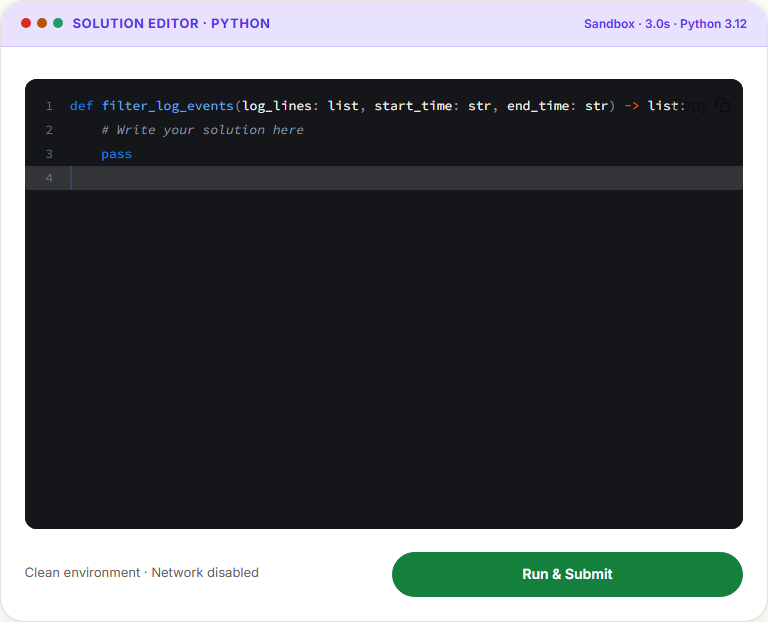 SOLUTION EDITOR · PYTHON
Sandbox · 3.0s · Python 3.12
1 def filter_log_events(log_lines: list, start_time: str, end_time: str) -> list:
2     # Write your solution here
3     pass
4
Clean environment · Network disabled
Run & Submit